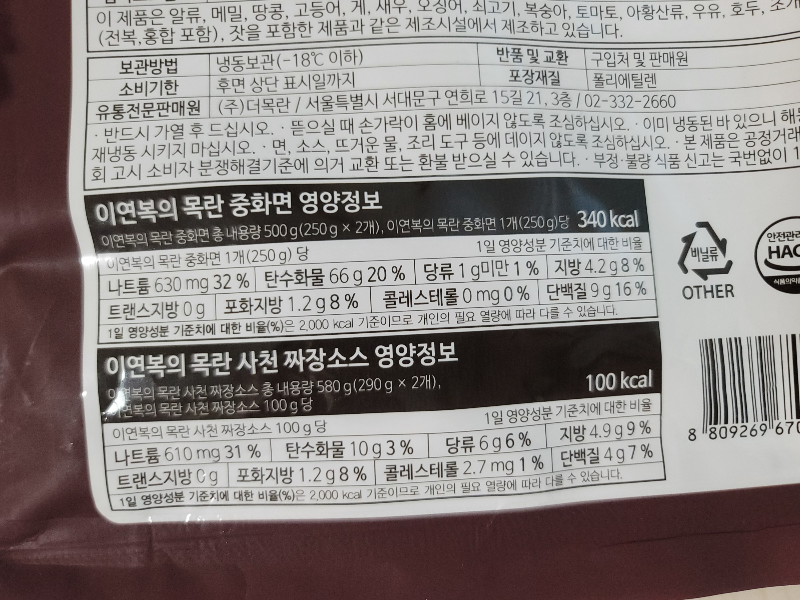 이 제품은 알류, 메밀, 땅콩, 고등어, 게, 새우, 오징어, 쇠고기, 복숭아, 토마토, 아황산류, 우유, 호두,
(전복,홍합 포함), 잣을 포함한 제품과 같은 제조시설에서 제조하고 있습니다.
보관방법 냉동보관(-18℃ 이하) 반품 및 교환 구입처 및 판매원
소비기한 후면 상단 표시일까지 포장재질 폴리에틸렌
유통전문판매원 (주)더목란 / 서울특별시 서대문구 연희로 15길 21, 3층 / 02-332-2660
· 반드시 가열 후 드십시오. · 뜯으실 때 손가락이 홈에 베이지 않도록 조심하십시오. · 이미 냉동된 바 있으니
재냉동 시키지 마십시오. · 면, 소스, 뜨거운 물, 조리 도구 등에 데이지 않도록 조심하십시오. · 본 제품은 공정거래
회 고시 소비자 분쟁해결기준에 의거 교환 또는 환불 받으실 수 있습니다. · 부정·불량 식품 신고는 국번없이 1
이연복의 목란 중화면 영양정보
이연복의 목란 중화면 총 내용량 500 g(250 g × 2개), 이연복의 목란 중화면 1개(250 g)당 340 kcal
이연복의 목란 중화면 1개(250 g) 당 1일 영양성분 기준치에 대한 비율
나트륨 630 mg 32 % 탄수화물 66 g 20 % 당류 1 g미만 1 % 지방 4.2 g 8 %
트랜스지방 0 g 포화지방 1.2 g 8 % 콜레스테롤 0 mg 0 % 단백질 9 g 16 %
1일 영양성분 기준치에 대한 비율(%)은 2,000 kcal 기준이므로 개인의 필요 열량에 따라 다를 수 있습니다.
비닐류
OTHER
안전관리
HAC
이연복의 목란 사천 짜장소스 영양정보
이연복의 목란 사천 짜장소스 총 내용량 580 g(290 g × 2개),
이연복의 목란 사천 짜장소스 100 g 당 100 kcal
이연복의 목란 사천 짜장소스 100 g 당 1일 영양성분 기준치에 대한 비율
나트륨 610 mg 31 % 탄수화물 10 g 3 % 당류 6 g 6 % 지방 4.9 g 9 %
트랜스지방 0 g 포화지방 1.2 g 8 % 콜레스테롤 2.7 mg 1 % 단백질 4 g 7 %
1일 영양성분 기준치에 대한 비율(%)은 2,000 kcal 기준이므로 개인의 필요 열량에 따라 다를 수 있습니다.
8 809269 670